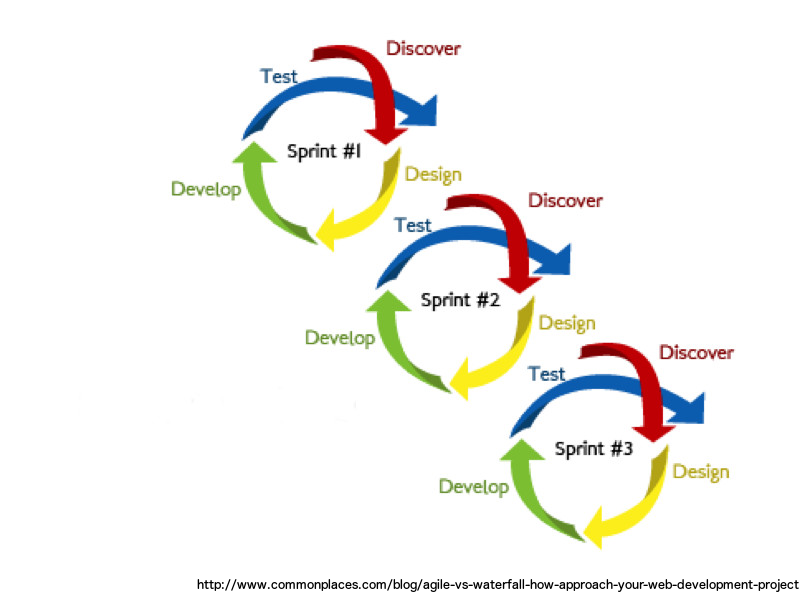 Discover
Test
Sprint #1
Design
Develop
Discover
Test
Sprint #2
Design
Develop
Discover
Test
Sprint #3
Design
Develop
http://www.commonplaces.com/blog/agile-vs-waterfall-how-approach-your-web-development-project